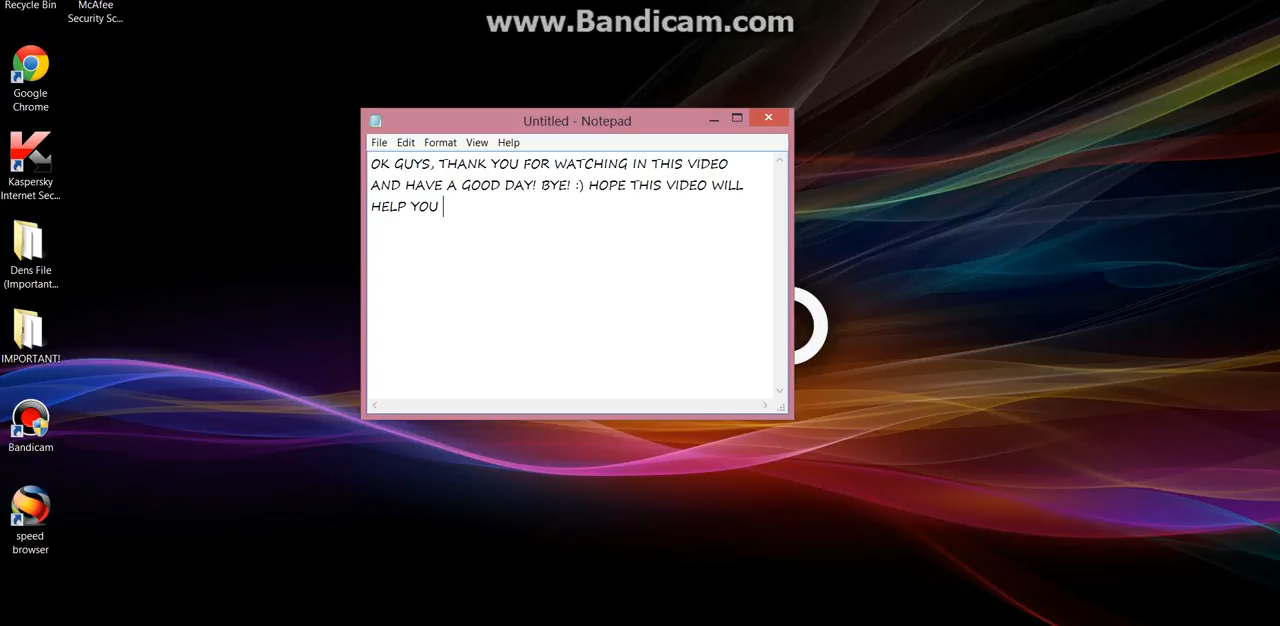 Recycle Bin
McAfee
Security Sc...
www.Bandicam.com
Google
Chrome
Kaspersky
Internet Sec...
Dens File
(Important...
IMPORTANT!
Bandicam
speed
browser
Untitled - Notepad
File Edit Format View Help
OK GUYS, THANK YOU FOR WATCHING IN THIS VIDEO
AND HAVE A GOOD DAY! BYE! :) HOPE THIS VIDEO WILL
HELP YOU